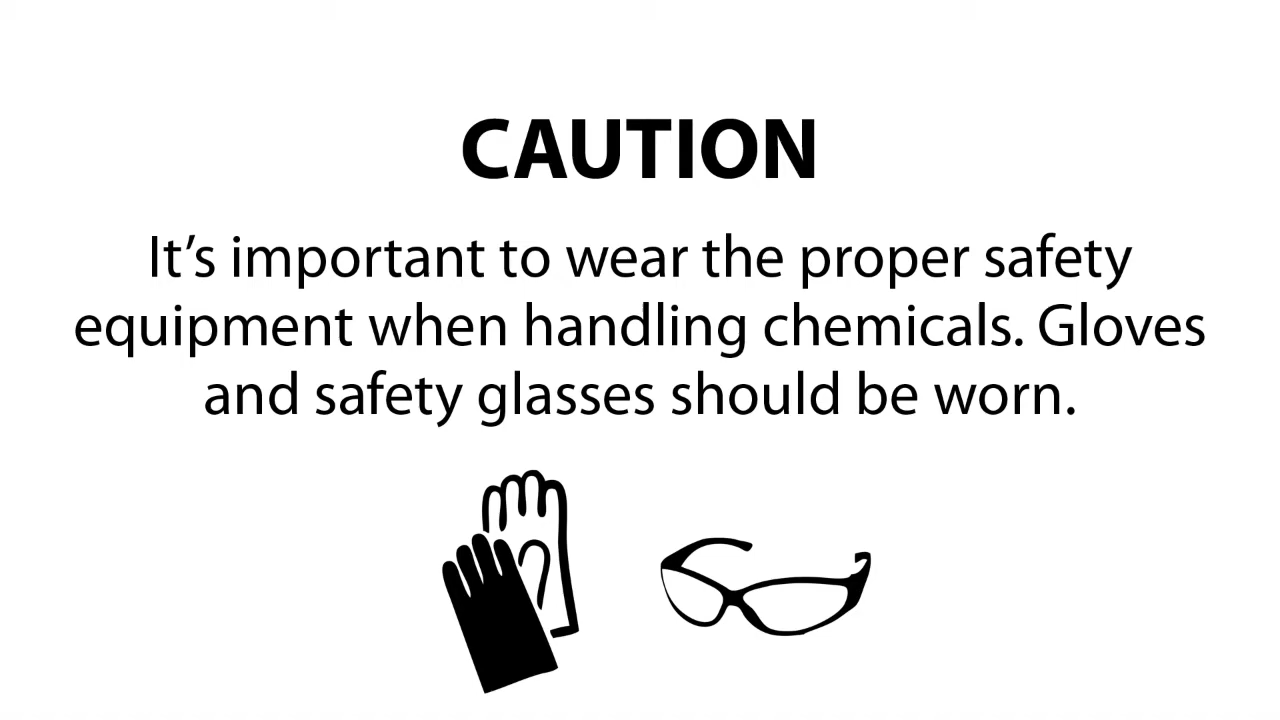 CAUTION
It’s important to wear the proper safety
equipment when handling chemicals. Gloves
and safety glasses should be worn.